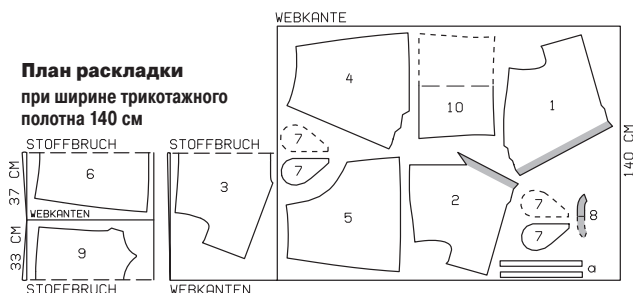 WEBKANTE
План раскладки
при ширине трикотажного
полотна 140 см
4
10
1
STOFFBRUCH
STOFFBRUCH
7
7
37 CM
6
3
140 CM
WEBKANTEN
5
2
7
7
8
33 CM
9
a
STOFFBRUCH
WEBKANTEN